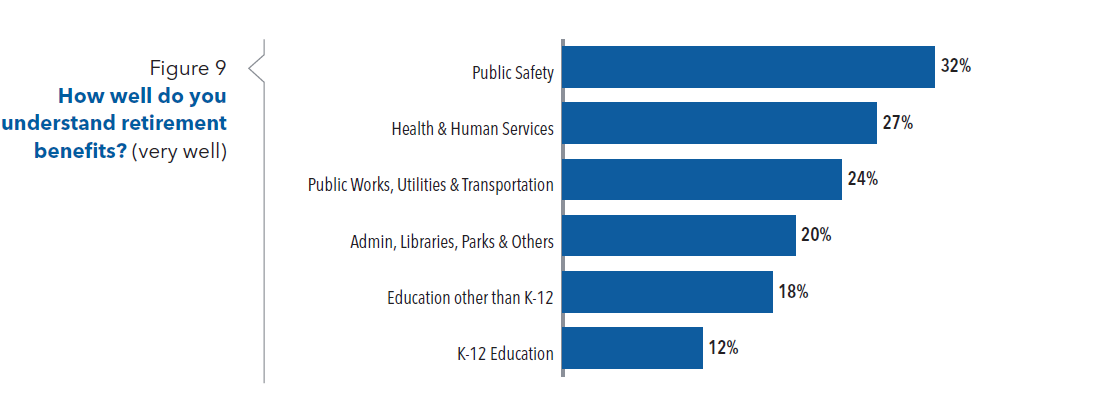 Figure 9
How well do you
understand retirement
benefits? (very well)
Public Safety 32%
Health & Human Services 27%
Public Works, Utilities & Transportation 24%
Admin, Libraries, Parks & Others 20%
Education other than K-12 18%
K-12 Education 12%